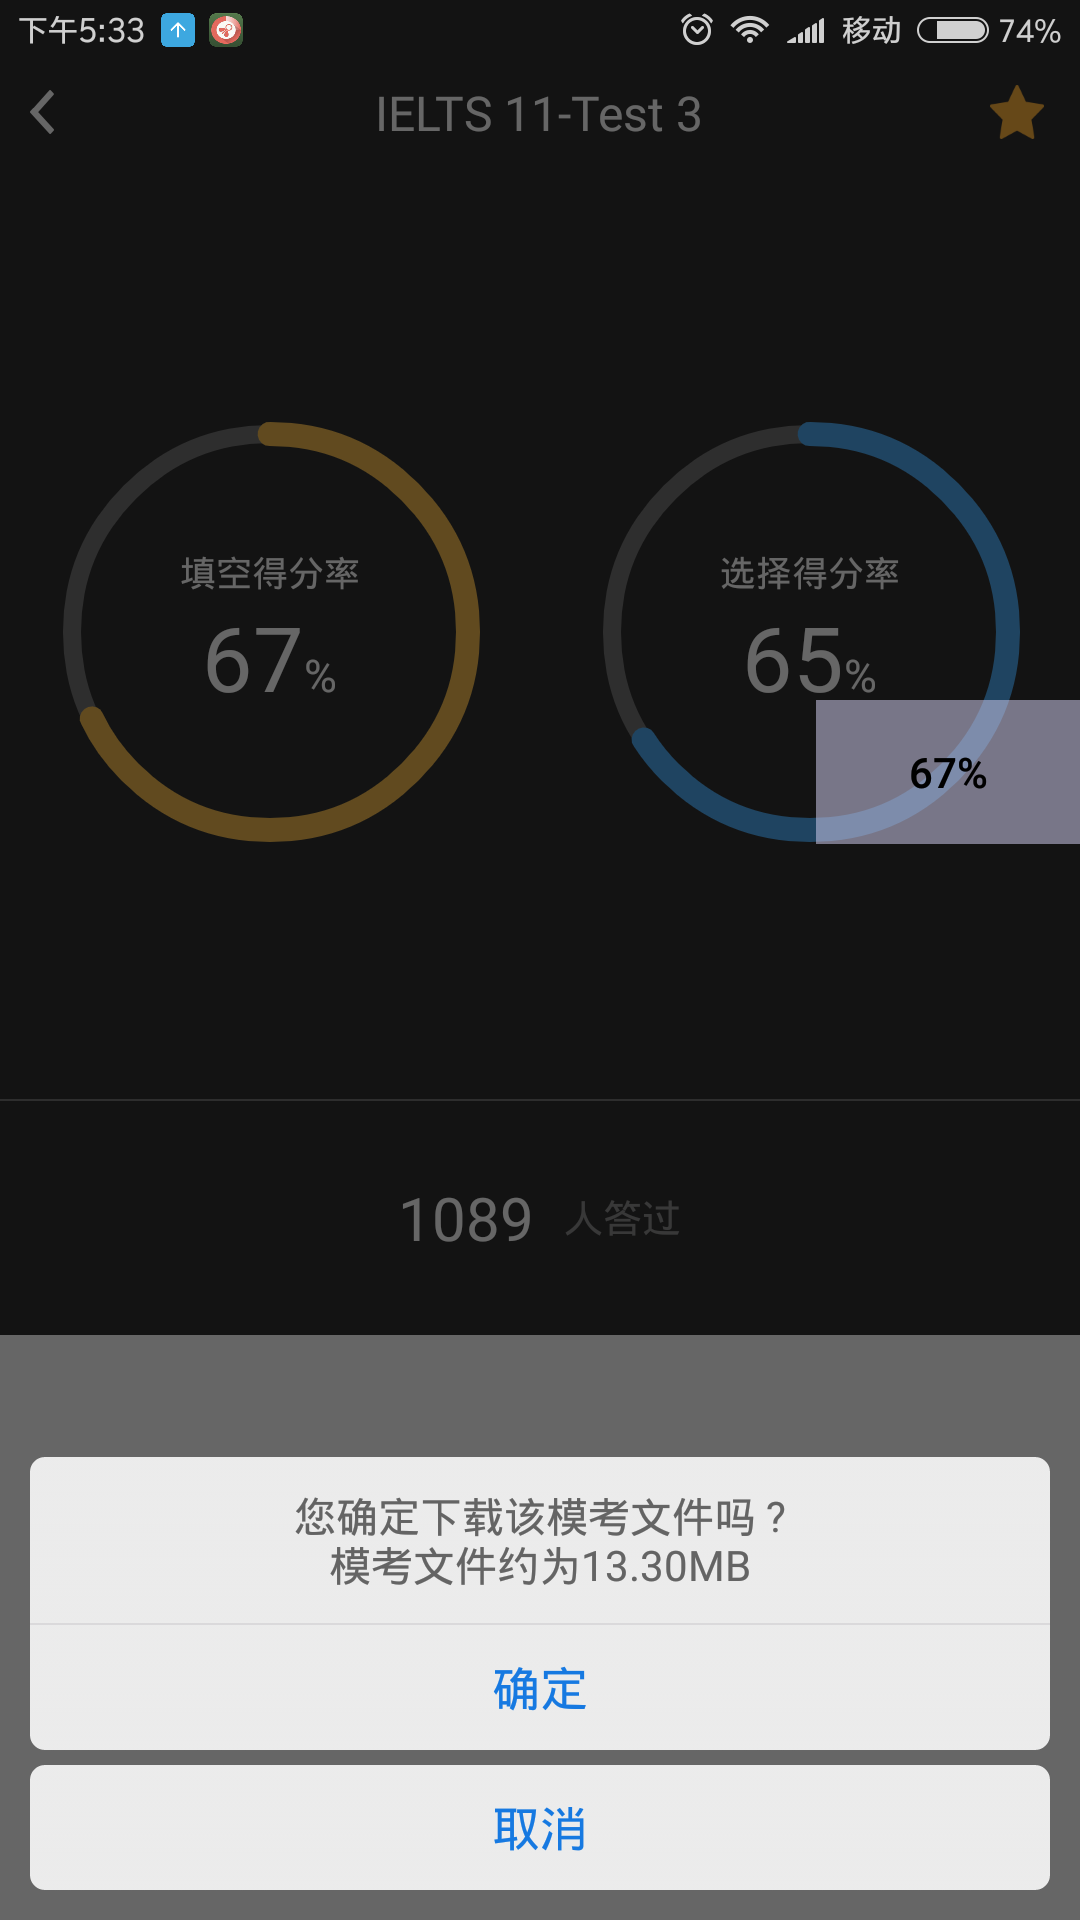 下午5:33 移动 74%
IELTS 11-Test 3
填空得分率
67%
选择得分率
65%
67%
1089 人答过
您确定下载该模考文件吗？
模考文件约为13.30MB
确定
取消